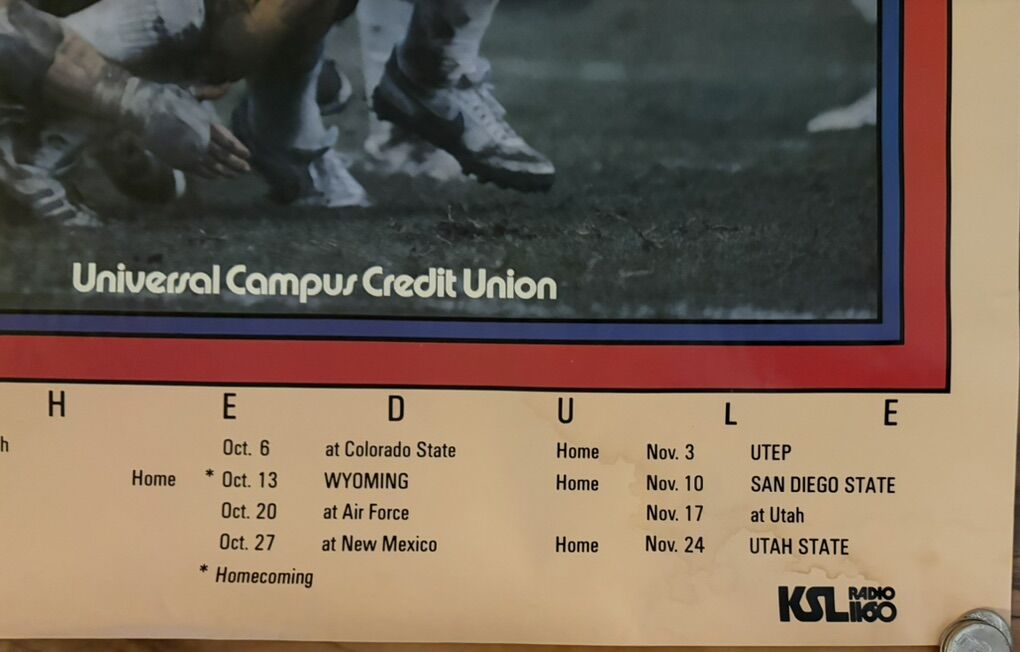 Universal Campus Credit Union
H E D U L E
h Oct. 6 at Colorado State Home Nov. 3 UTEP
Home * Oct. 13 WYOMING Home Nov. 10 SAN DIEGO STATE
Oct. 20 at Air Force Nov. 17 at Utah
Oct. 27 at New Mexico Home Nov. 24 UTAH STATE
* Homecoming
KSL RADIO 1160